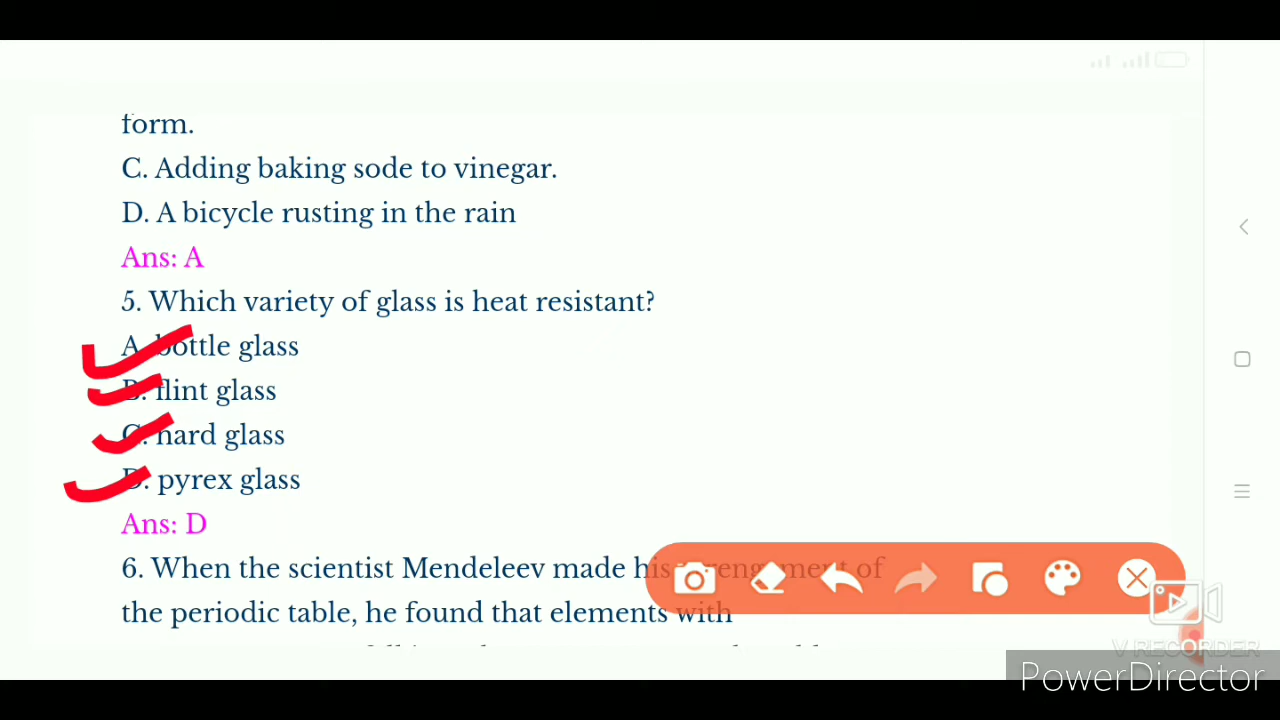 form.
C. Adding baking sode to vinegar.
D. A bicycle rusting in the rain
Ans: A
5. Which variety of glass is heat resistant?
A. bottle glass
B. flint glass
C. hard glass
D. pyrex glass
Ans: D
6. When the scientist Mendeleev made his of
the periodic table, he found that elements with
V RECORDER
PowerDirector